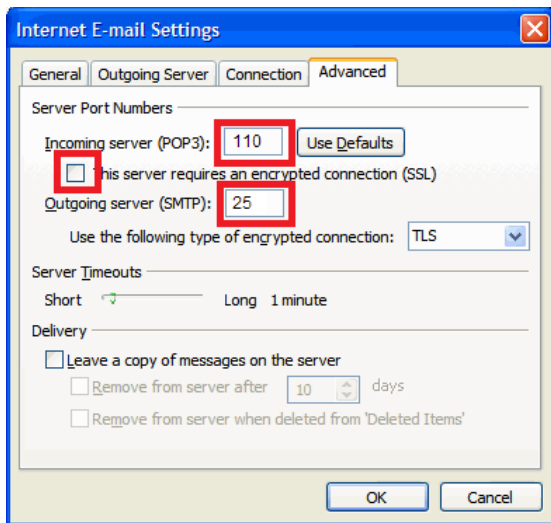 Internet E-mail Settings
General Outgoing Server Connection Advanced
Server Port Numbers
Incoming server (POP3): 110 Use Defaults
This server requires an encrypted connection (SSL)
Outgoing server (SMTP): 25
Use the following type of encrypted connection: TLS
Server Timeouts
Short Long 1 minute
Delivery
Leave a copy of messages on the server
Remove from server after 10 days
Remove from server when deleted from 'Deleted Items'
OK Cancel